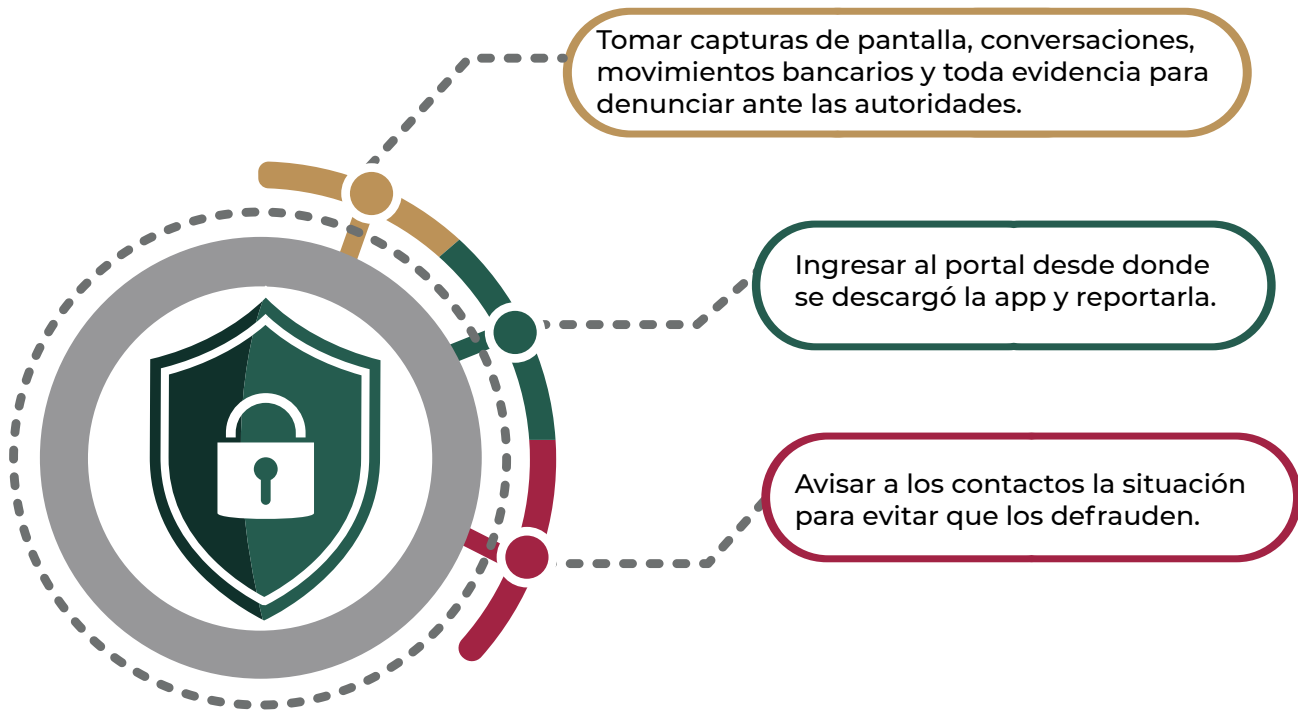 Tomar capturas de pantalla, conversaciones,
movimientos bancarios y toda evidencia para
denunciar ante las autoridades.
Ingresar al portal desde donde
se descargó la app y reportarla.
Avisar a los contactos la situación
para evitar que los defrauden.